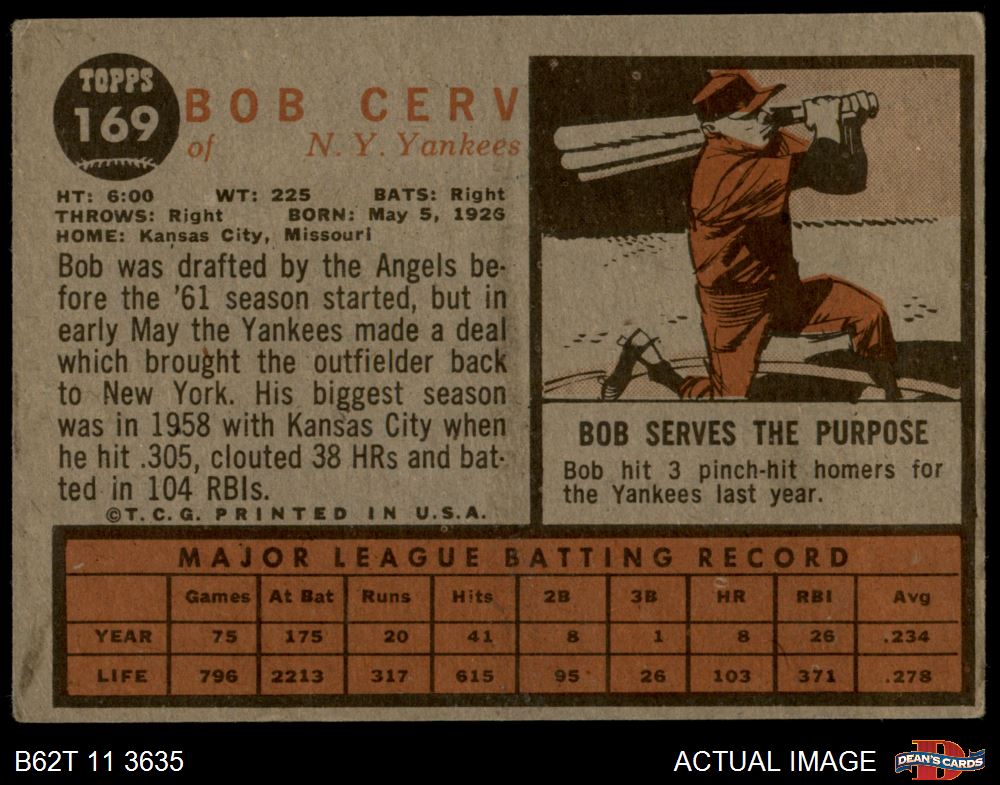 TOPPS
169
BOB CERV
of N. Y. Yankees
HT: 6:00 WT: 225 BATS: Right
THROWS: Right BORN: May 5, 1926
HOME: Kansas City, Missouri
Bob was drafted by the Angels be-
fore the '61 season started, but in
early May the Yankees made a deal
which brought the outfielder back
to New York. His biggest season
was in 1958 with Kansas City when
he hit .305, clouted 38 HRs and bat-
ted in 104 RBIs.
©T.C.G. PRINTED IN U.S.A.
BOB SERVES THE PURPOSE
Bob hit 3 pinch-hit homers for
the Yankees last year.
MAJOR LEAGUE BATTING RECORD
Games At Bat Runs Hits 2B 3B HR RBI Avg
YEAR 75 175 20 41 8 1 8 26 .234
LIFE 796 2213 317 615 95 26 103 371 .278
B62T 11 3635
ACTUAL IMAGE
DEAN'S CARDS